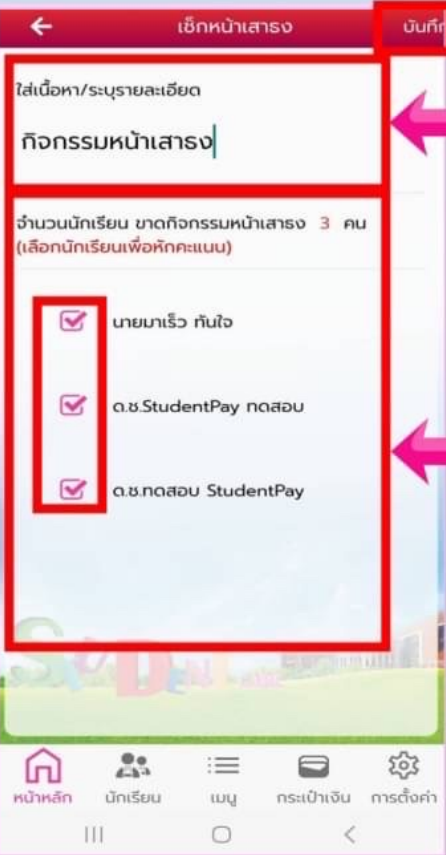 เช็กหน้าเสาธง
บันทึก
ใส่เนื้อหา/ระบุรายละเอียด
กิจกรรมหน้าเสาธง
จำนวนนักเรียน ขาดกิจกรรมหน้าเสาธง 3 คน
(เลือกนักเรียนเพื่อหักคะแนน)
นายมาเร็ว ทันใจ
ด.ช.StudentPay ทดสอบ
ด.ช.ทดสอบ StudentPay
หน้าหลัก นักเรียน เมนู กระเป๋าเงิน การตั้งค่า